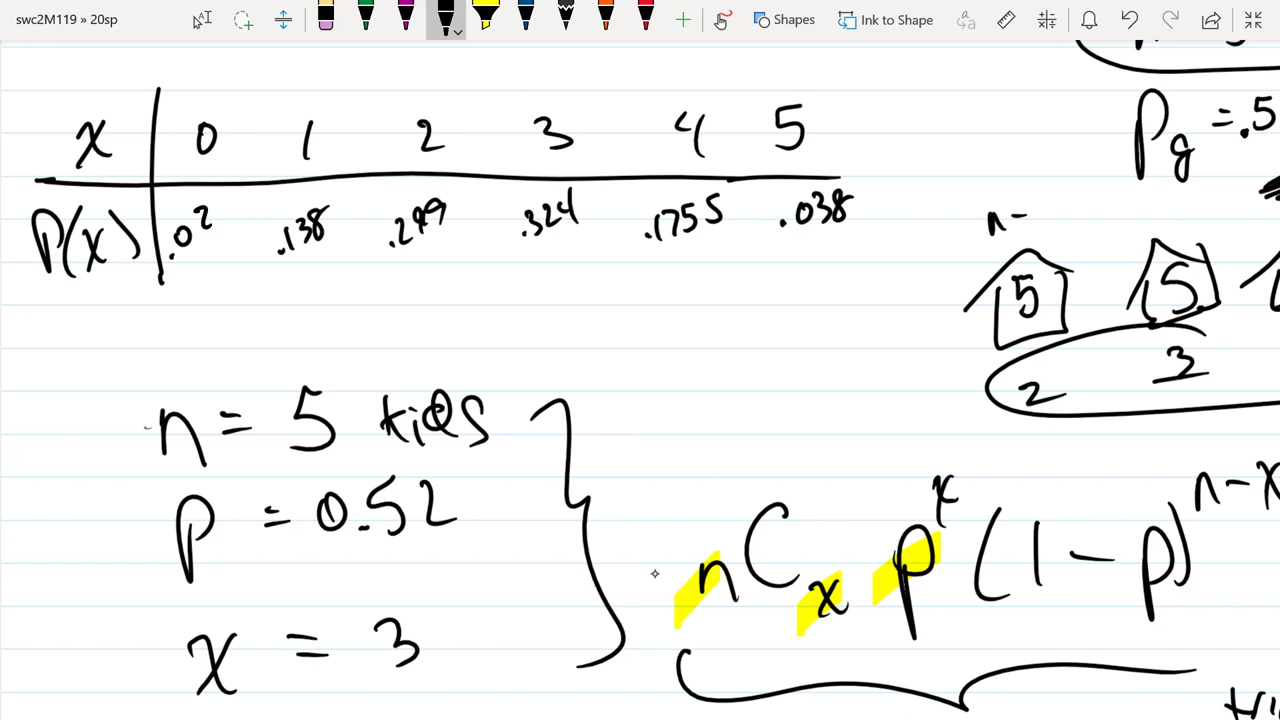 swc2M119 » 20sp
Shapes
Ink to Shape
x 0 1 2 3 4 5
P(x) .02 .138 .299 .324 .1755 .038
Pg = .5
n -
5 5
2 3
n = 5 kids
p = 0.52
x = 3
nCx p^x (1 - p)^n-x